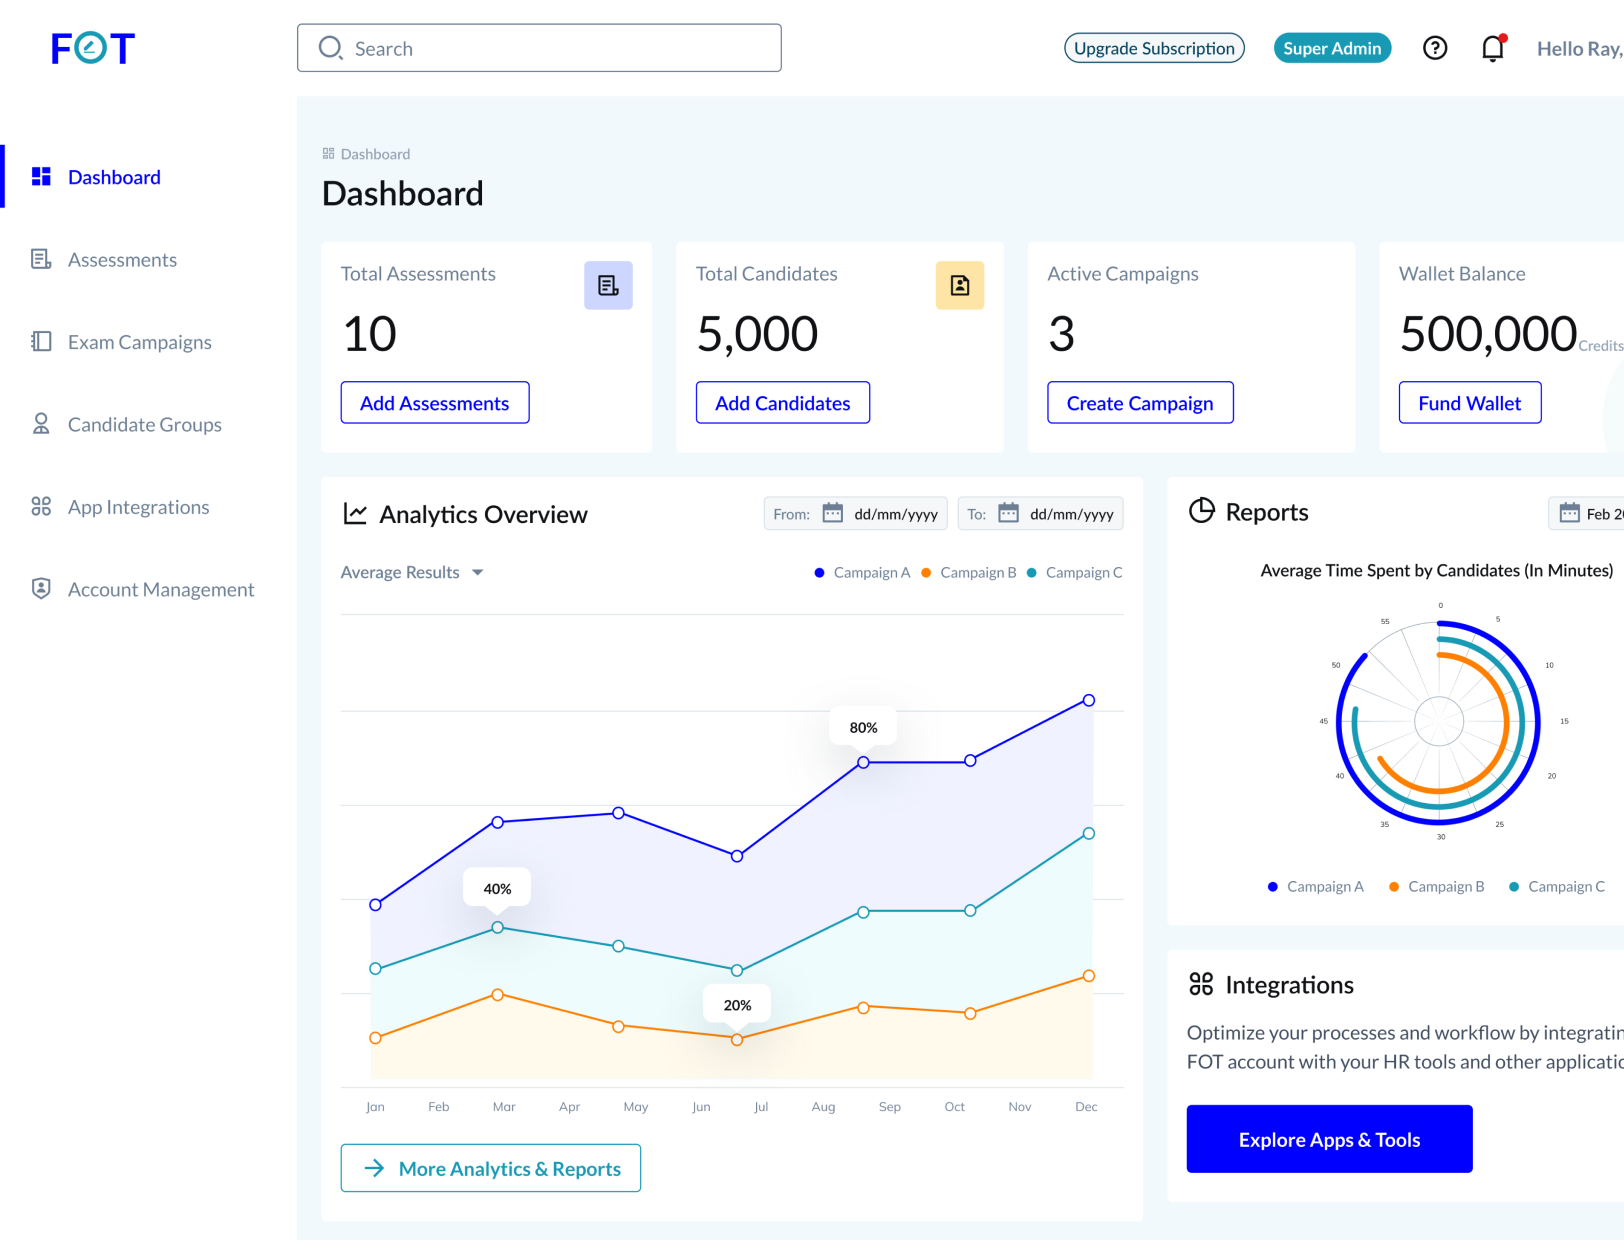 FOT
Search
Upgrade Subscription
Super Admin
Hello Ray,
Dashboard
Assessments
Exam Campaigns
Candidate Groups
App Integrations
Account Management
Dashboard
Dashboard
Total Assessments
10
Add Assessments
Total Candidates
5,000
Add Candidates
Active Campaigns
3
Create Campaign
Wallet Balance
500,000 Credits
Fund Wallet
Analytics Overview
From: dd/mm/yyyy
To: dd/mm/yyyy
Average Results
Campaign A Campaign B Campaign C
80%
40%
20%
Jan Feb Mar Apr May Jun Jul Aug Sep Oct Nov Dec
More Analytics & Reports
Reports
Feb 20
Average Time Spent by Candidates (In Minutes)
0
5
10
15
20
25
30
35
40
45
50
55
Campaign A Campaign B Campaign C
Integrations
Optimize your processes and workflow by integratin
FOT account with your HR tools and other applicatio
Explore Apps & Tools